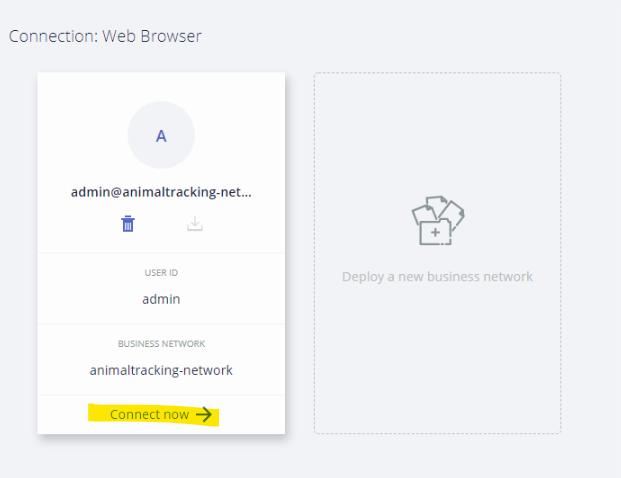 Connection: Web Browser
A
admin@animaltracking-net...
USER ID
admin
BUSINESS NETWORK
animaltracking-network
Connect now
Deploy a new business network